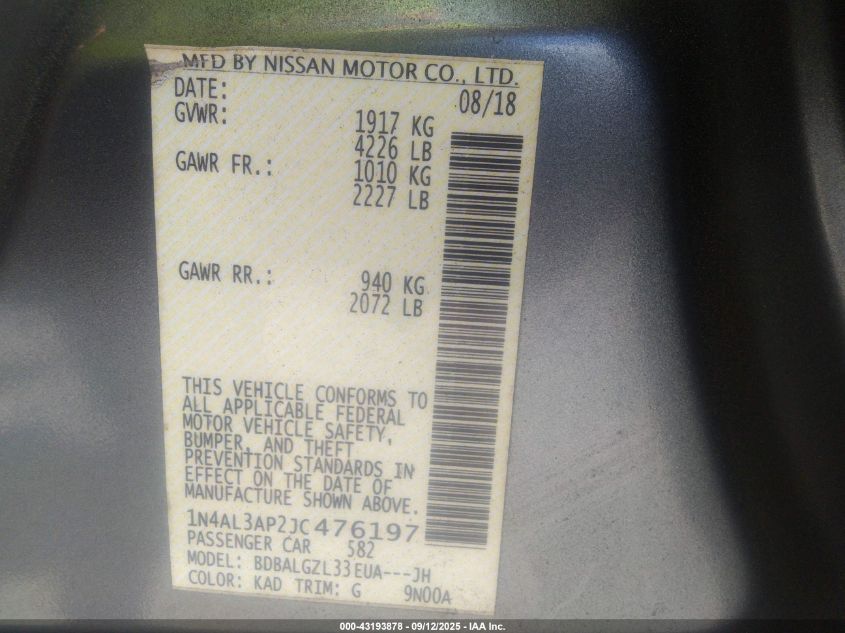 MFD BY NISSAN MOTOR CO., LTD.
DATE: 08/18
GVWR: 1917 KG
4226 LB
GAWR FR.: 1010 KG
2227 LB
GAWR RR.: 940 KG
2072 LB
THIS VEHICLE CONFORMS TO
ALL APPLICABLE FEDERAL
MOTOR VEHICLE SAFETY,
BUMPER, AND THEFT
PREVENTION STANDARDS IN
EFFECT ON THE DATE OF
MANUFACTURE SHOWN ABOVE.
1N4AL3AP2JC476197
PASSENGER CAR 582
MODEL: BDBALGZL33EUA---JH
COLOR: KAD TRIM: G 9N00A
000-43193878 - 09/12/2025 - IAA Inc.